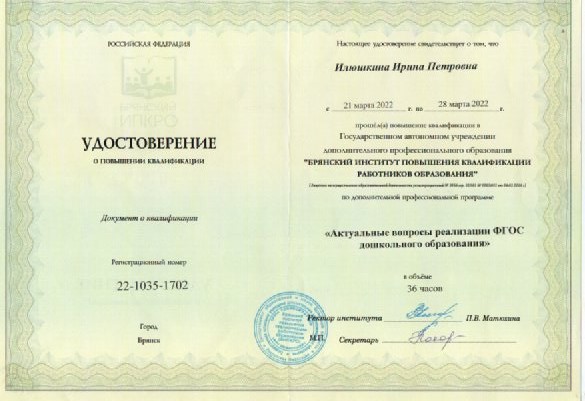 РОССИЙСКАЯ ФЕДЕРАЦИЯ
УДОСТОВЕРЕНИЕ
О ПОВЫШЕНИИ КВАЛИФИКАЦИИ
Документ о квалификации
Регистрационный номер
22-1035-1702
Город
Брянск
Настоящее удостоверение свидетельствует о том, что
Илюшкина Ирина Петровна
с 21 марта 2022 г. по 28 марта 2022 г.
прошёл(а) повышение квалификации в
Государственном автономном учреждении
дополнительного профессионального образования
"БРЯНСКИЙ ИНСТИТУТ ПОВЫШЕНИЯ КВАЛИФИКАЦИИ
РАБОТНИКОВ ОБРАЗОВАНИЯ"
по дополнительной профессиональной программе
«Актуальные вопросы реализации ФГОС
дошкольного образования»
в объёме
36 часов
Ректор института П.В. Матюхина
М.П. Секретарь